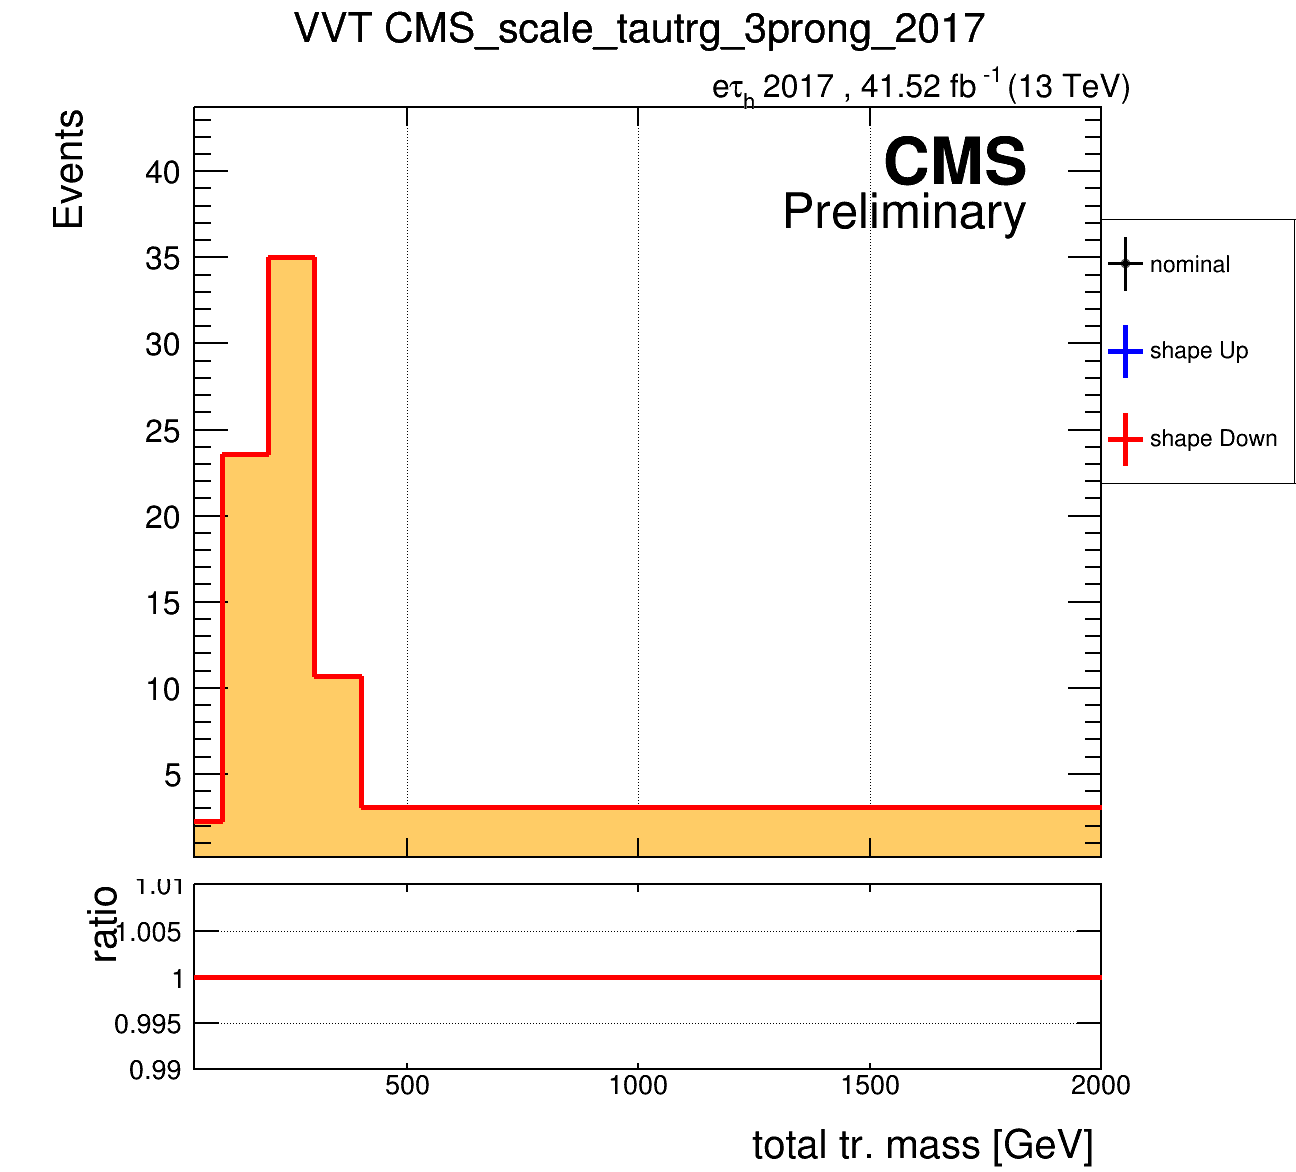 VVT CMS_scale_tautrg_3prong_2017
eτh 2017 , 41.52 fb -1 (13 TeV)
Events
CMS
Preliminary
40
35
30
25
20
15
10
5
nominal
shape Up
shape Down
ratio
1.01
1.005
1
0.995
0.99
500 1000 1500 2000
total tr. mass [GeV]